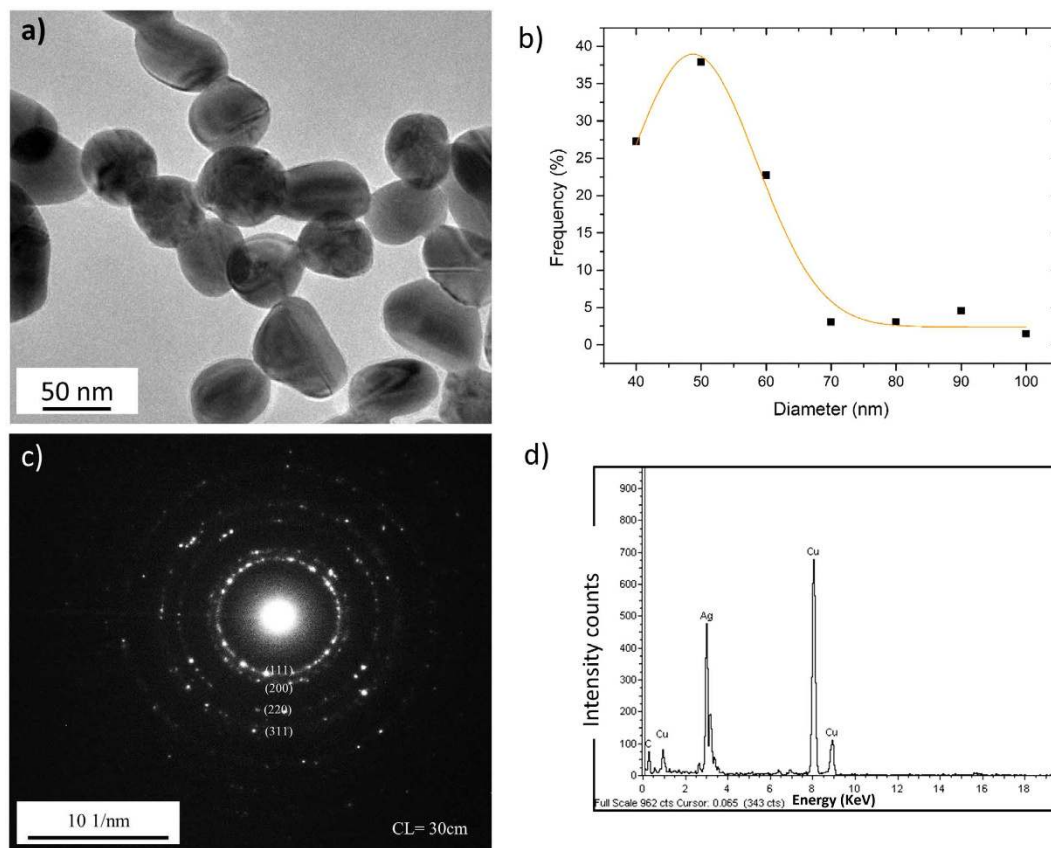 a)
50 nm
b)
40
35
30
25
20
15
10
5
0
Frequency (%)
40 50 60 70 80 90 100
Diameter (nm)
c)
(111)
(200)
(220)
(311)
10 1/nm
CL= 30cm
d)
900
800
700
600
500
400
300
200
100
0
Intensity counts
Cu
Ag
C
Cu
Cu
0 2 4 6 8 10 12 14 16 18
Full Scale 962 cts Cursor: 0.065 (343 cts)
Energy (KeV)